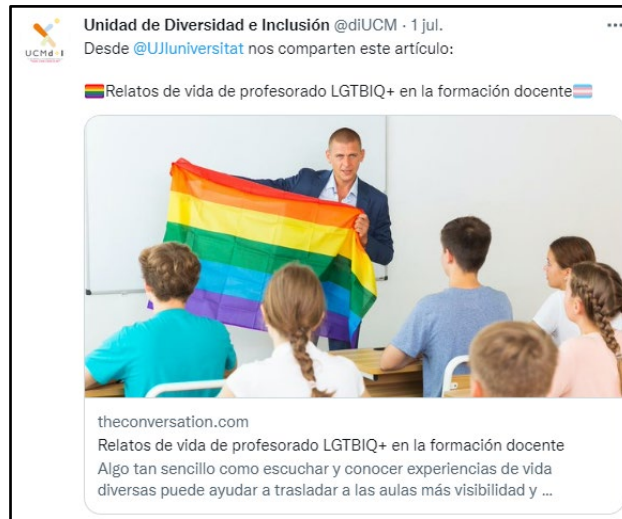 Unidad de Diversidad e Inclusión @diUCM · 1 jul.
Desde @UJIuniversitat nos comparten este artículo:
🏳️‍🌈Relatos de vida de profesorado LGTBIQ+ en la formación docente🏳️‍⚧️
UCMd+i
theconversation.com
Relatos de vida de profesorado LGTBIQ+ en la formación docente
Algo tan sencillo como escuchar y conocer experiencias de vida
diversas puede ayudar a trasladar a las aulas más visibilidad y ...